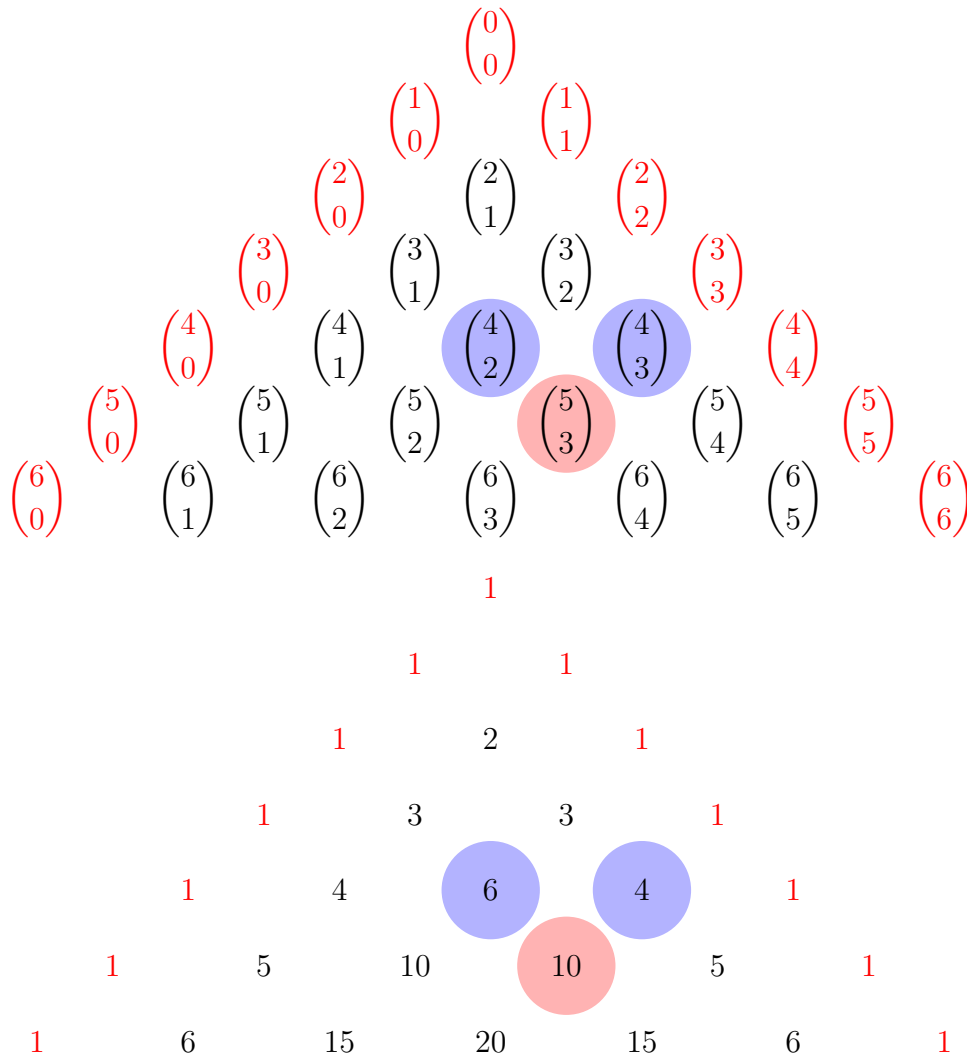 (0 0)
(1 0) (1 1)
(2 0) (2 1) (2 2)
(3 0) (3 1) (3 2) (3 3)
(4 0) (4 1) (4 2) (4 3) (4 4)
(5 0) (5 1) (5 2) (5 3) (5 4) (5 5)
(6 0) (6 1) (6 2) (6 3) (6 4) (6 5) (6 6)
1
1 1
1 2 1
1 3 3 1
1 4 6 4 1
1 5 10 10 5 1
1 6 15 20 15 6 1